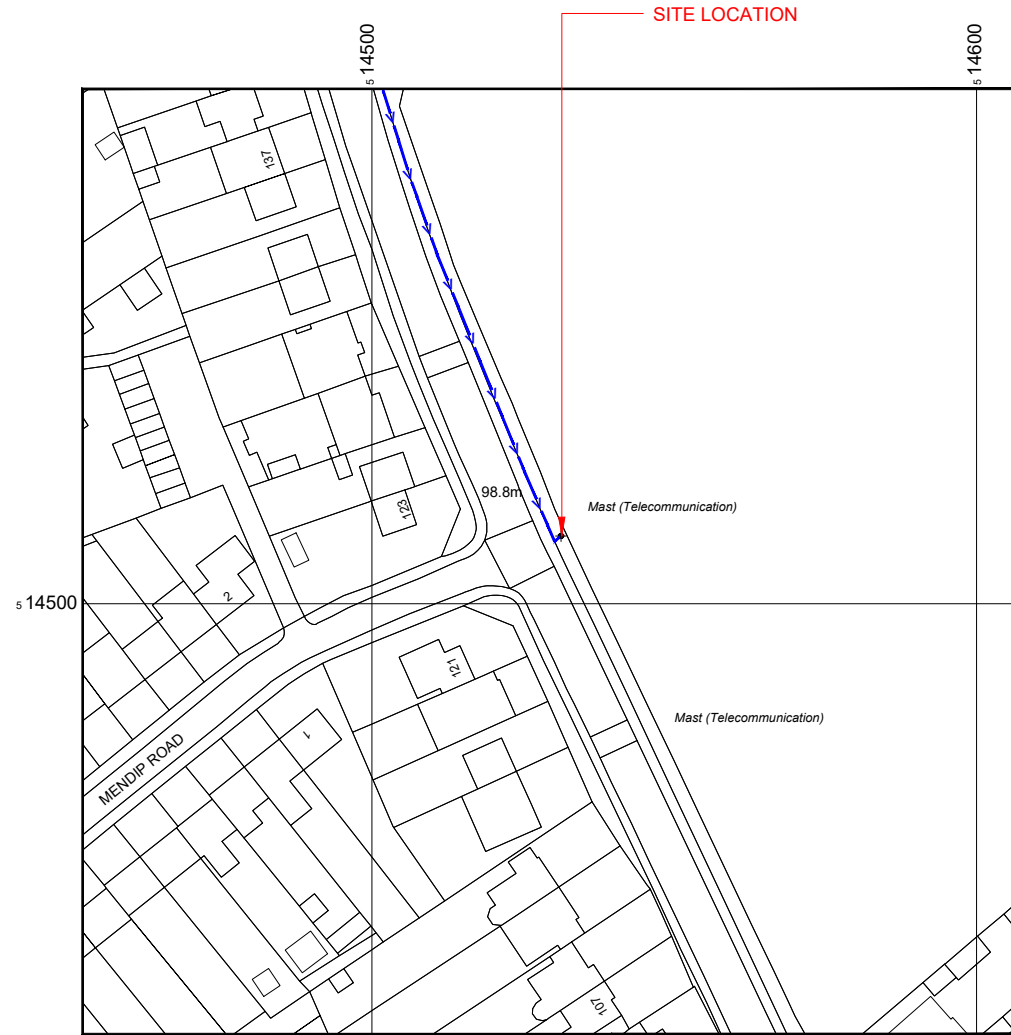 SITE LOCATION
5 14500
5 14600
137
98.8m
Mast (Telecommunication)
123
2
5 14500
121
Mast (Telecommunication)
1
MENDIP ROAD
107